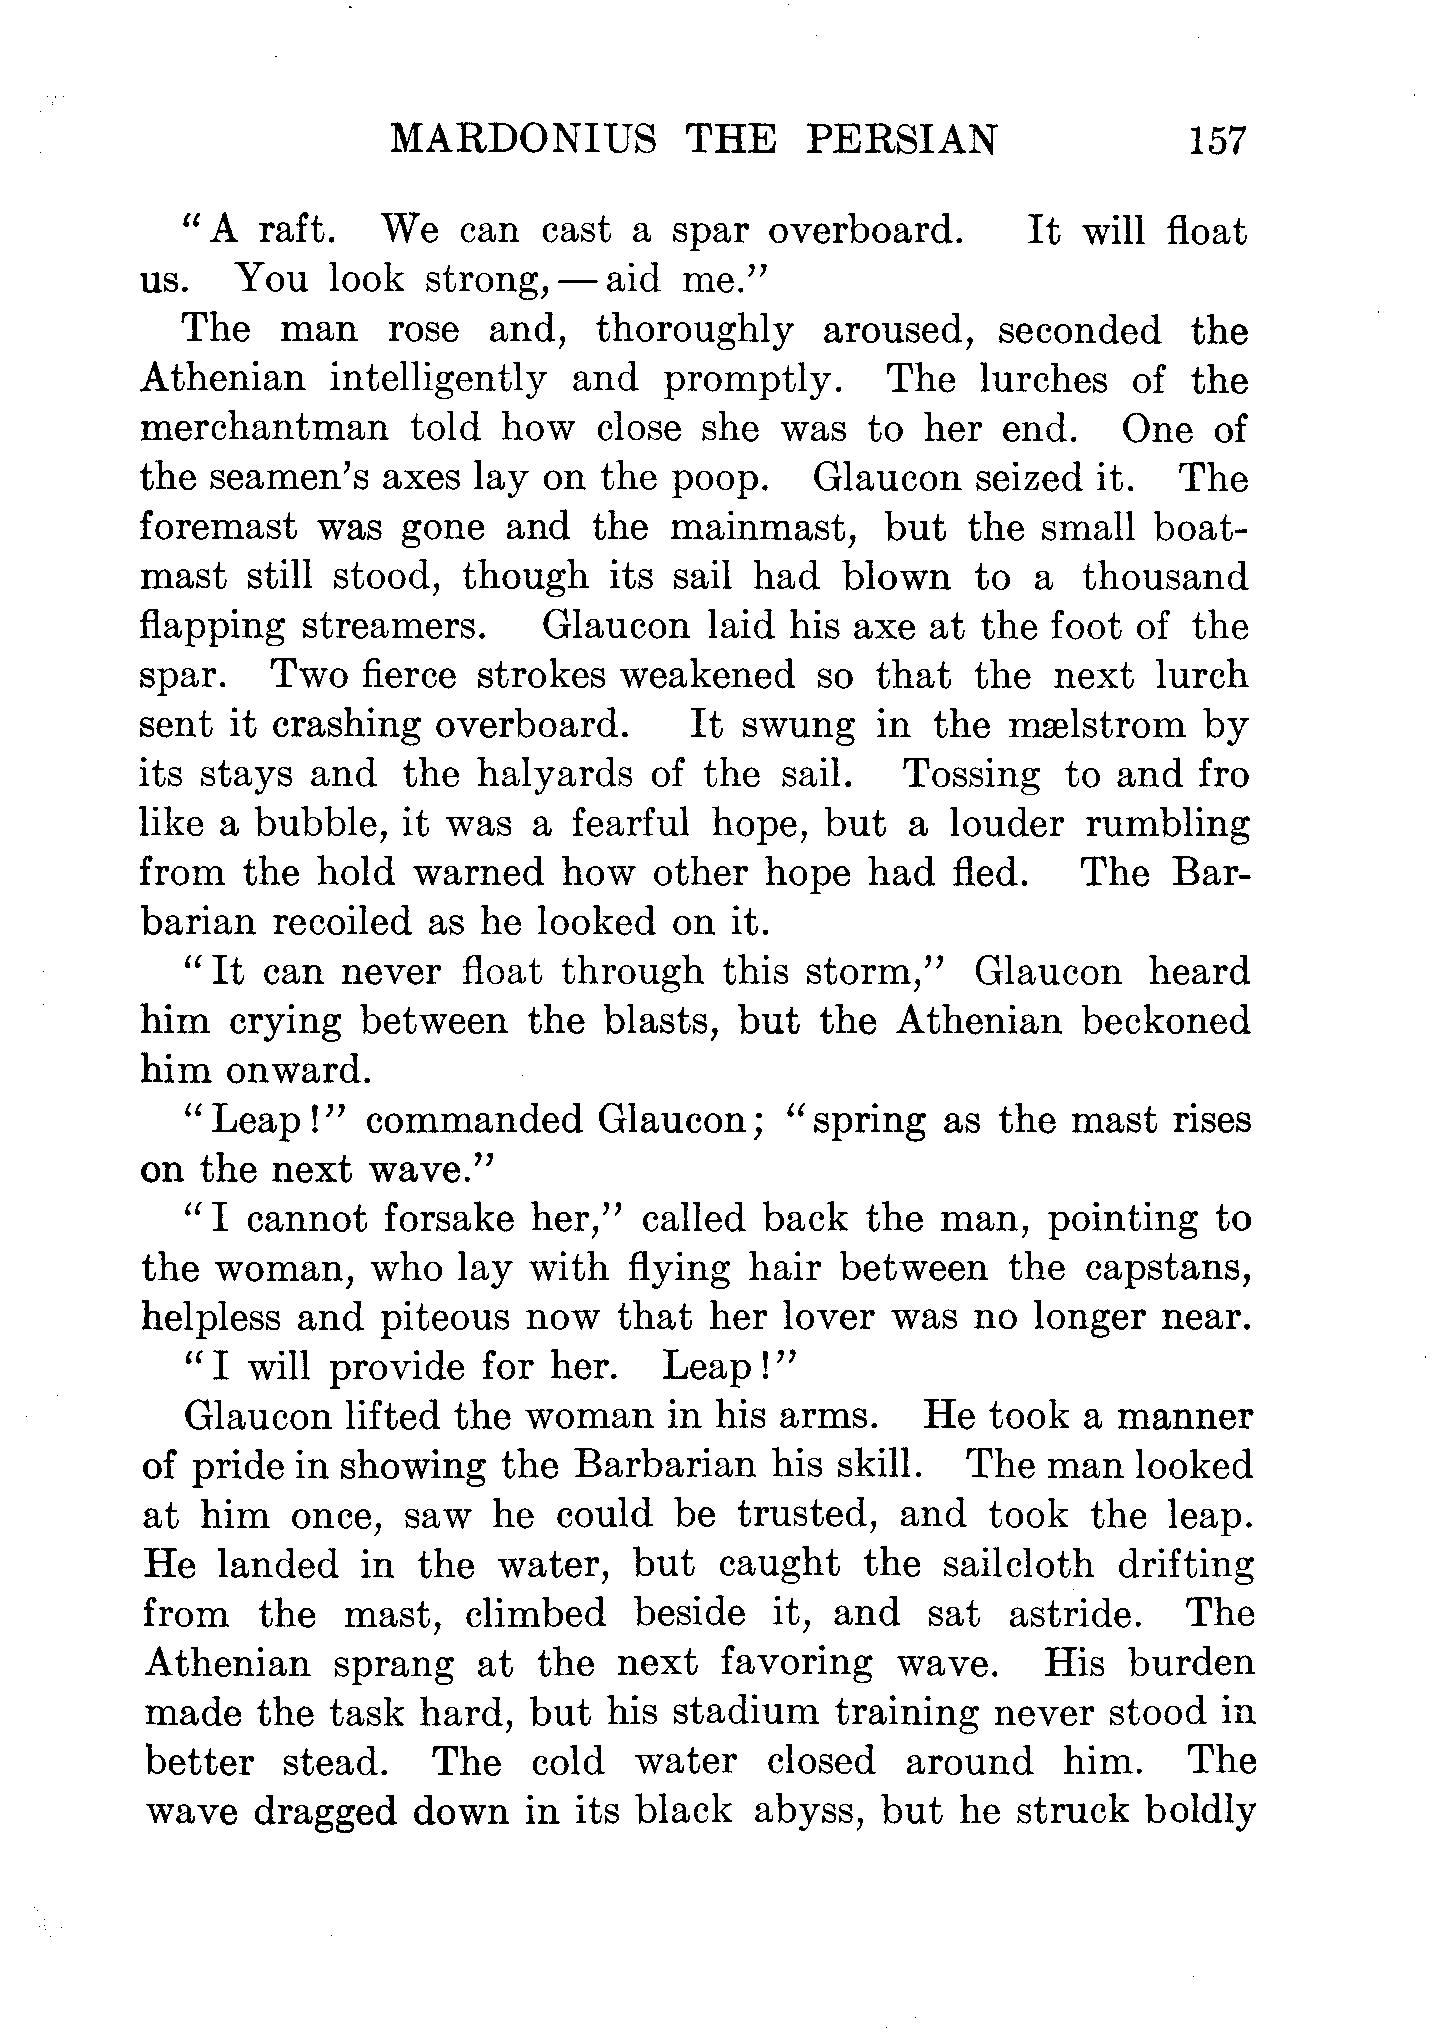 MARDONIUS THE PERSIAN 157
“A raft. We can cast a spar overboard. It will float
us. You look strong, — aid me.”
The man rose and, thoroughly aroused, seconded the
Athenian intelligently and promptly. The lurches of the
merchantman told how close she was to her end. One of
the seamen’s axes lay on the poop. Glaucon seized it. The
foremast was gone and the mainmast, but the small boat-
mast still stood, though its sail had blown to a thousand
flapping streamers. Glaucon laid his axe at the foot of the
spar. Two fierce strokes weakened so that the next lurch
sent it crashing overboard. It swung in the mælstrom by
its stays and the halyards of the sail. Tossing to and fro
like a bubble, it was a fearful hope, but a louder rumbling
from the hold warned how other hope had fled. The Bar-
barian recoiled as he looked on it.
“It can never float through this storm,” Glaucon heard
him crying between the blasts, but the Athenian beckoned
him onward.
“Leap!” commanded Glaucon; “spring as the mast rises
on the next wave.”
“I cannot forsake her,” called back the man, pointing to
the woman, who lay with flying hair between the capstans,
helpless and piteous now that her lover was no longer near.
“I will provide for her. Leap!”
Glaucon lifted the woman in his arms. He took a manner
of pride in showing the Barbarian his skill. The man looked
at him once, saw he could be trusted, and took the leap.
He landed in the water, but caught the sailcloth drifting
from the mast, climbed beside it, and sat astride. The
Athenian sprang at the next favoring wave. His burden
made the task hard, but his stadium training never stood in
better stead. The cold water closed around him. The
wave dragged down in its black abyss, but he struck boldly